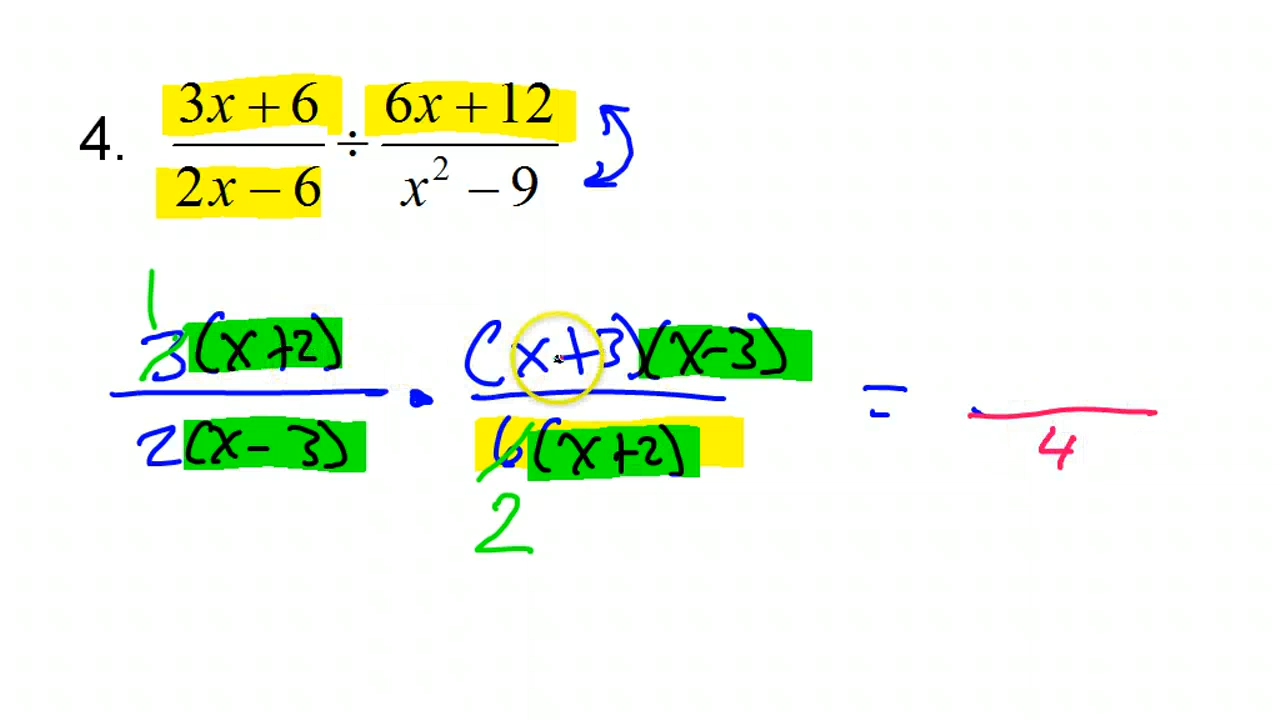 4. (3x + 6)/(2x − 6) ÷ (6x + 12)/(x² − 9)
1
3(x+2) (x+3)(x-3)
· =
2(x-3) 6(x+2) 4
2